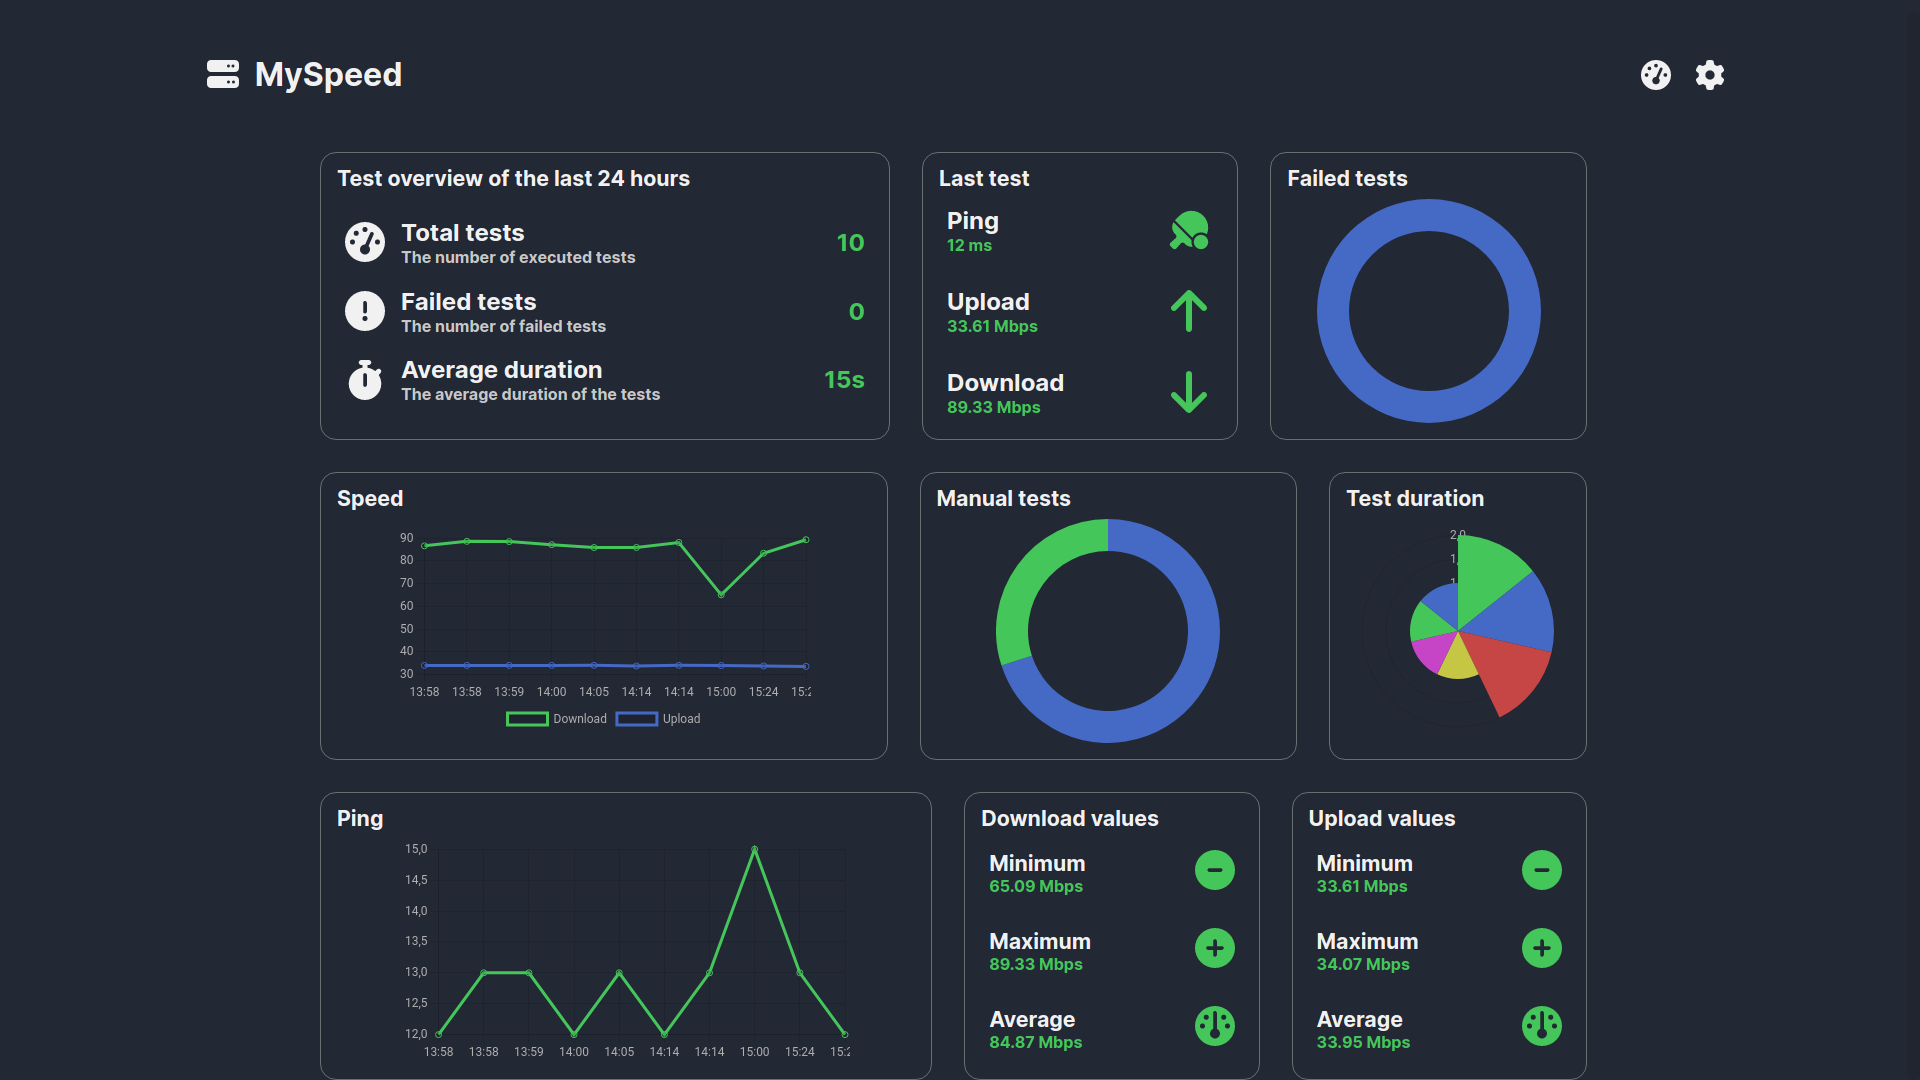 MySpeed
Test overview of the last 24 hours
Total tests
The number of executed tests
10
Failed tests
The number of failed tests
0
Average duration
The average duration of the tests
15s
Last test
Ping
12 ms
Upload
33.61 Mbps
Download
89.33 Mbps
Failed tests
Speed
90
80
70
60
50
40
30
13:58 13:58 13:59 14:00 14:05 14:14 14:14 15:00 15:24
Download Upload
Manual tests
Test duration
2,0
Ping
15,0
14,5
14,0
13,5
13,0
12,5
12,0
13:58 13:58 13:59 14:00 14:05 14:14 14:14 15:00 15:24
Download values
Minimum
65.09 Mbps
Maximum
89.33 Mbps
Average
84.87 Mbps
Upload values
Minimum
33.61 Mbps
Maximum
34.07 Mbps
Average
33.95 Mbps